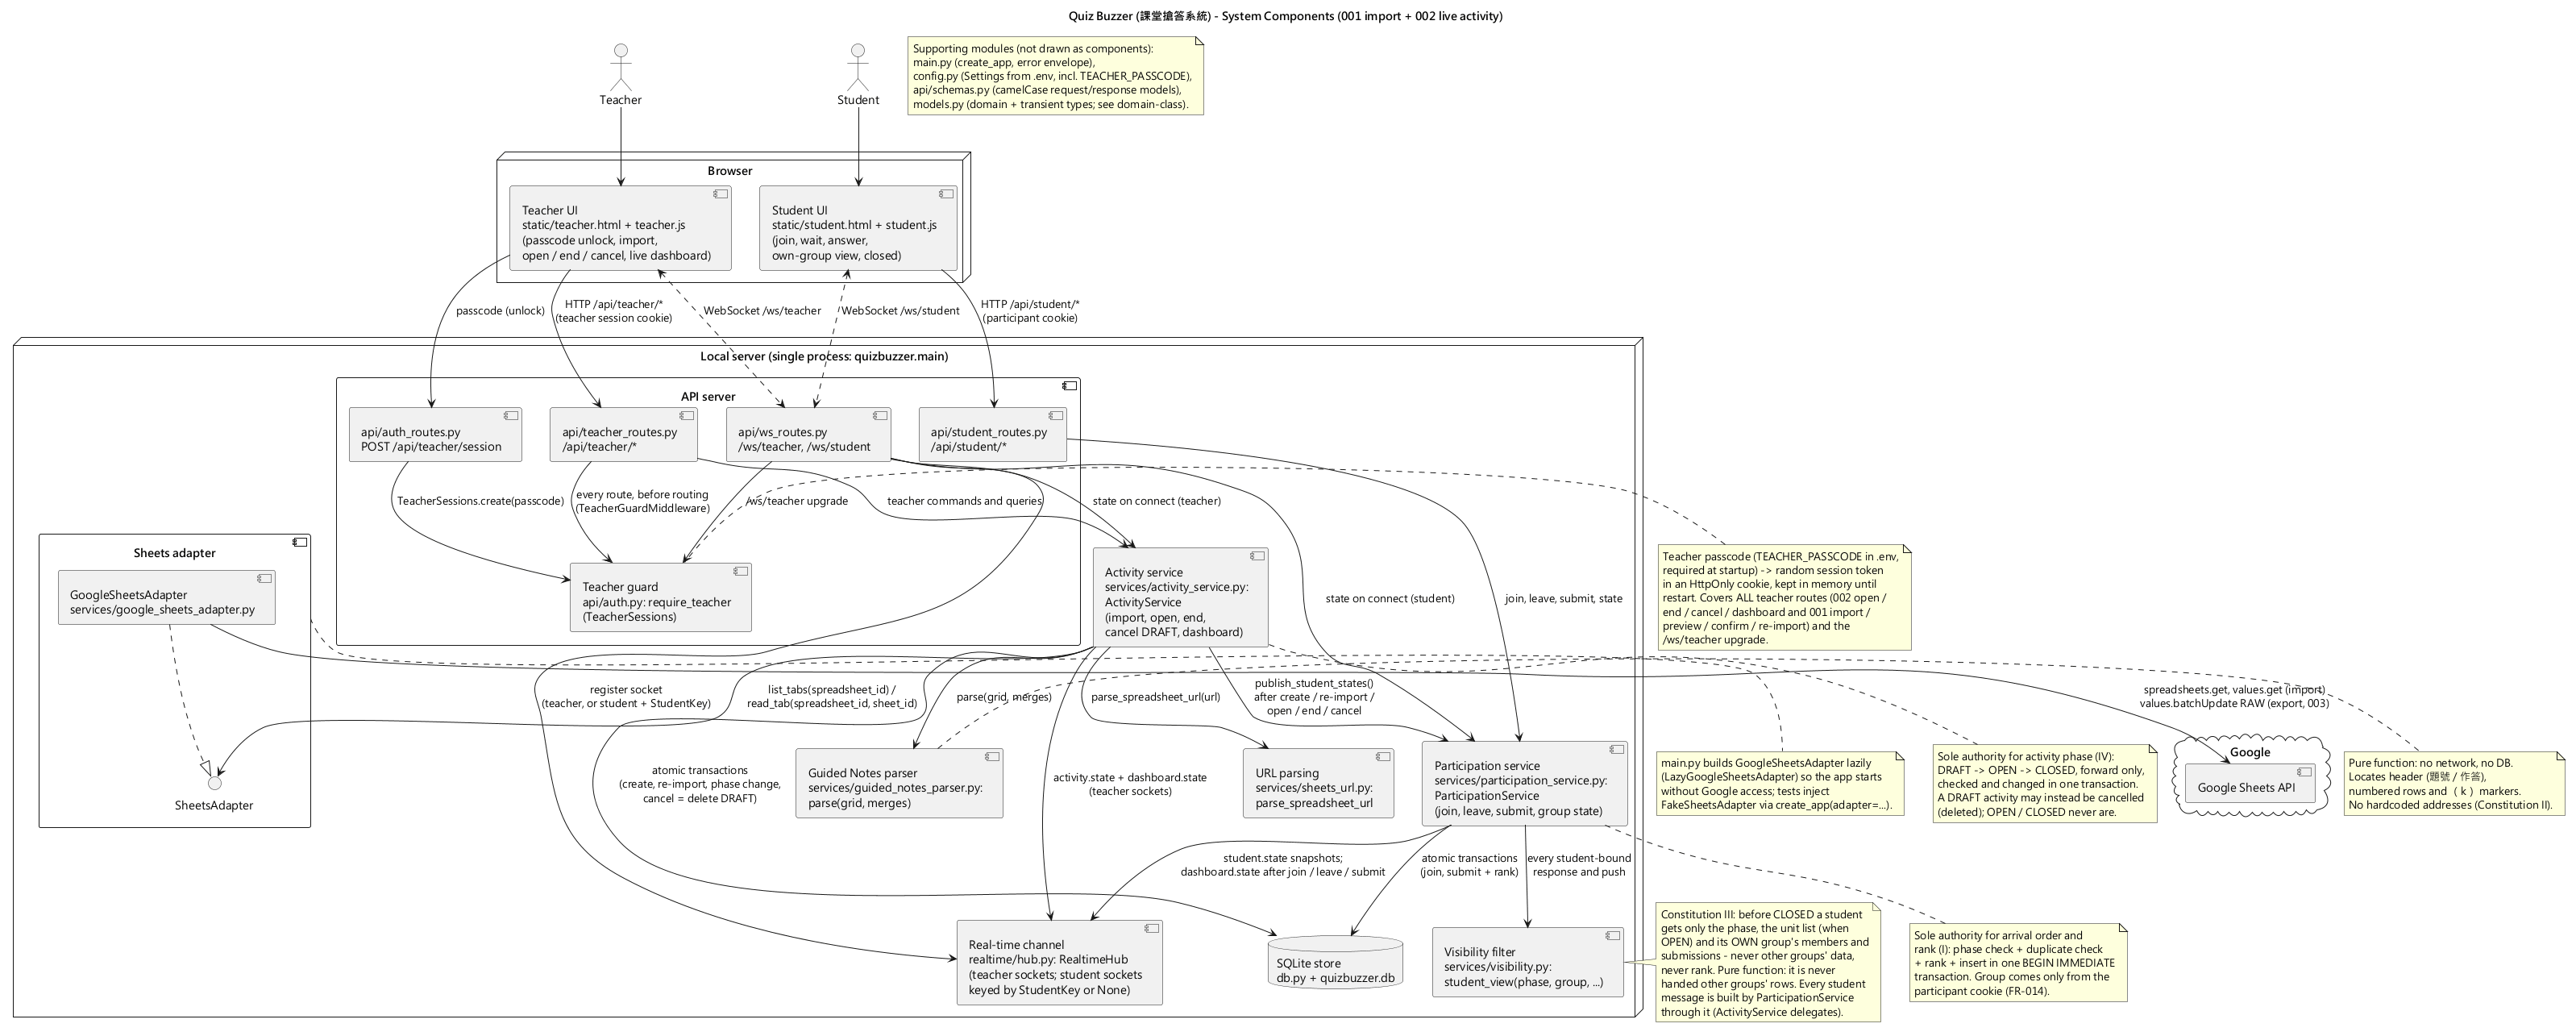 Quiz Buzzer (課堂搶答系統) - System Components (001 import + 002 live activity)
Teacher
Student
Supporting modules (not drawn as components):
main.py (create_app, error envelope),
config.py (Settings from .env, incl. TEACHER_PASSCODE),
api/schemas.py (camelCase request/response models),
models.py (domain + transient types; see domain-class).
Browser
Teacher UI
static/teacher.html + teacher.js
(passcode unlock, import,
open / end / cancel, live dashboard)
Student UI
static/student.html + student.js
(join, wait, answer,
own-group view, closed)
passcode (unlock)
HTTP /api/teacher/*
(teacher session cookie)
WebSocket /ws/teacher
WebSocket /ws/student
HTTP /api/student/*
(participant cookie)
Local server (single process: quizbuzzer.main)
API server
api/auth_routes.py
POST /api/teacher/session
api/teacher_routes.py
/api/teacher/*
api/ws_routes.py
/ws/teacher, /ws/student
api/student_routes.py
/api/student/*
TeacherSessions.create(passcode)
every route, before routing
(TeacherGuardMiddleware)
/ws/teacher upgrade
teacher commands and queries
state on connect (teacher)
Teacher guard
api/auth.py: require_teacher
(TeacherSessions)
Activity service
services/activity_service.py:
ActivityService
(import, open, end,
cancel DRAFT, dashboard)
state on connect (student)
join, leave, submit, state
Teacher passcode (TEACHER_PASSCODE in .env,
required at startup) -> random session token
in an HttpOnly cookie, kept in memory until
restart. Covers ALL teacher routes (002 open /
end / cancel / dashboard and 001 import /
preview / confirm / re-import) and the
/ws/teacher upgrade.
Sheets adapter
GoogleSheetsAdapter
services/google_sheets_adapter.py
SheetsAdapter
register socket
(teacher, or student + StudentKey)
list_tabs(spreadsheet_id) /
read_tab(spreadsheet_id, sheet_id)
parse(grid, merges)
parse_spreadsheet_url(url)
publish_student_states()
after create / re-import /
open / end / cancel
spreadsheets.get, values.get (import)
values.batchUpdate RAW (export, 003)
atomic transactions
(create, re-import, phase change,
cancel = delete DRAFT)
Guided Notes parser
services/guided_notes_parser.py:
parse(grid, merges)
activity.state + dashboard.state
(teacher sockets)
URL parsing
services/sheets_url.py:
parse_spreadsheet_url
Participation service
services/participation_service.py:
ParticipationService
(join, leave, submit, group state)
main.py builds GoogleSheetsAdapter lazily
(LazyGoogleSheetsAdapter) so the app starts
without Google access; tests inject
FakeSheetsAdapter via create_app(adapter=...).
Sole authority for activity phase (IV):
DRAFT -> OPEN -> CLOSED, forward only,
checked and changed in one transaction.
A DRAFT activity may instead be cancelled
(deleted); OPEN / CLOSED never are.
Google
Google Sheets API
Pure function: no network, no DB.
Locates header (題號 / 作答),
numbered rows and （k） markers.
No hardcoded addresses (Constitution II).
student.state snapshots;
dashboard.state after join / leave / submit
atomic transactions
(join, submit + rank)
every student-bound
response and push
Real-time channel
realtime/hub.py: RealtimeHub
(teacher sockets; student sockets
keyed by StudentKey or None)
SQLite store
db.py + quizbuzzer.db
Visibility filter
services/visibility.py:
student_view(phase, group, ...)
Constitution III: before CLOSED a student
gets only the phase, the unit list (when
OPEN) and its OWN group's members and
submissions - never other groups' data,
never rank. Pure function: it is never
handed other groups' rows. Every student
message is built by ParticipationService
through it (ActivityService delegates).
Sole authority for arrival order and
rank (I): phase check + duplicate check
+ rank + insert in one BEGIN IMMEDIATE
transaction. Group comes only from the
participant cookie (FR-014).